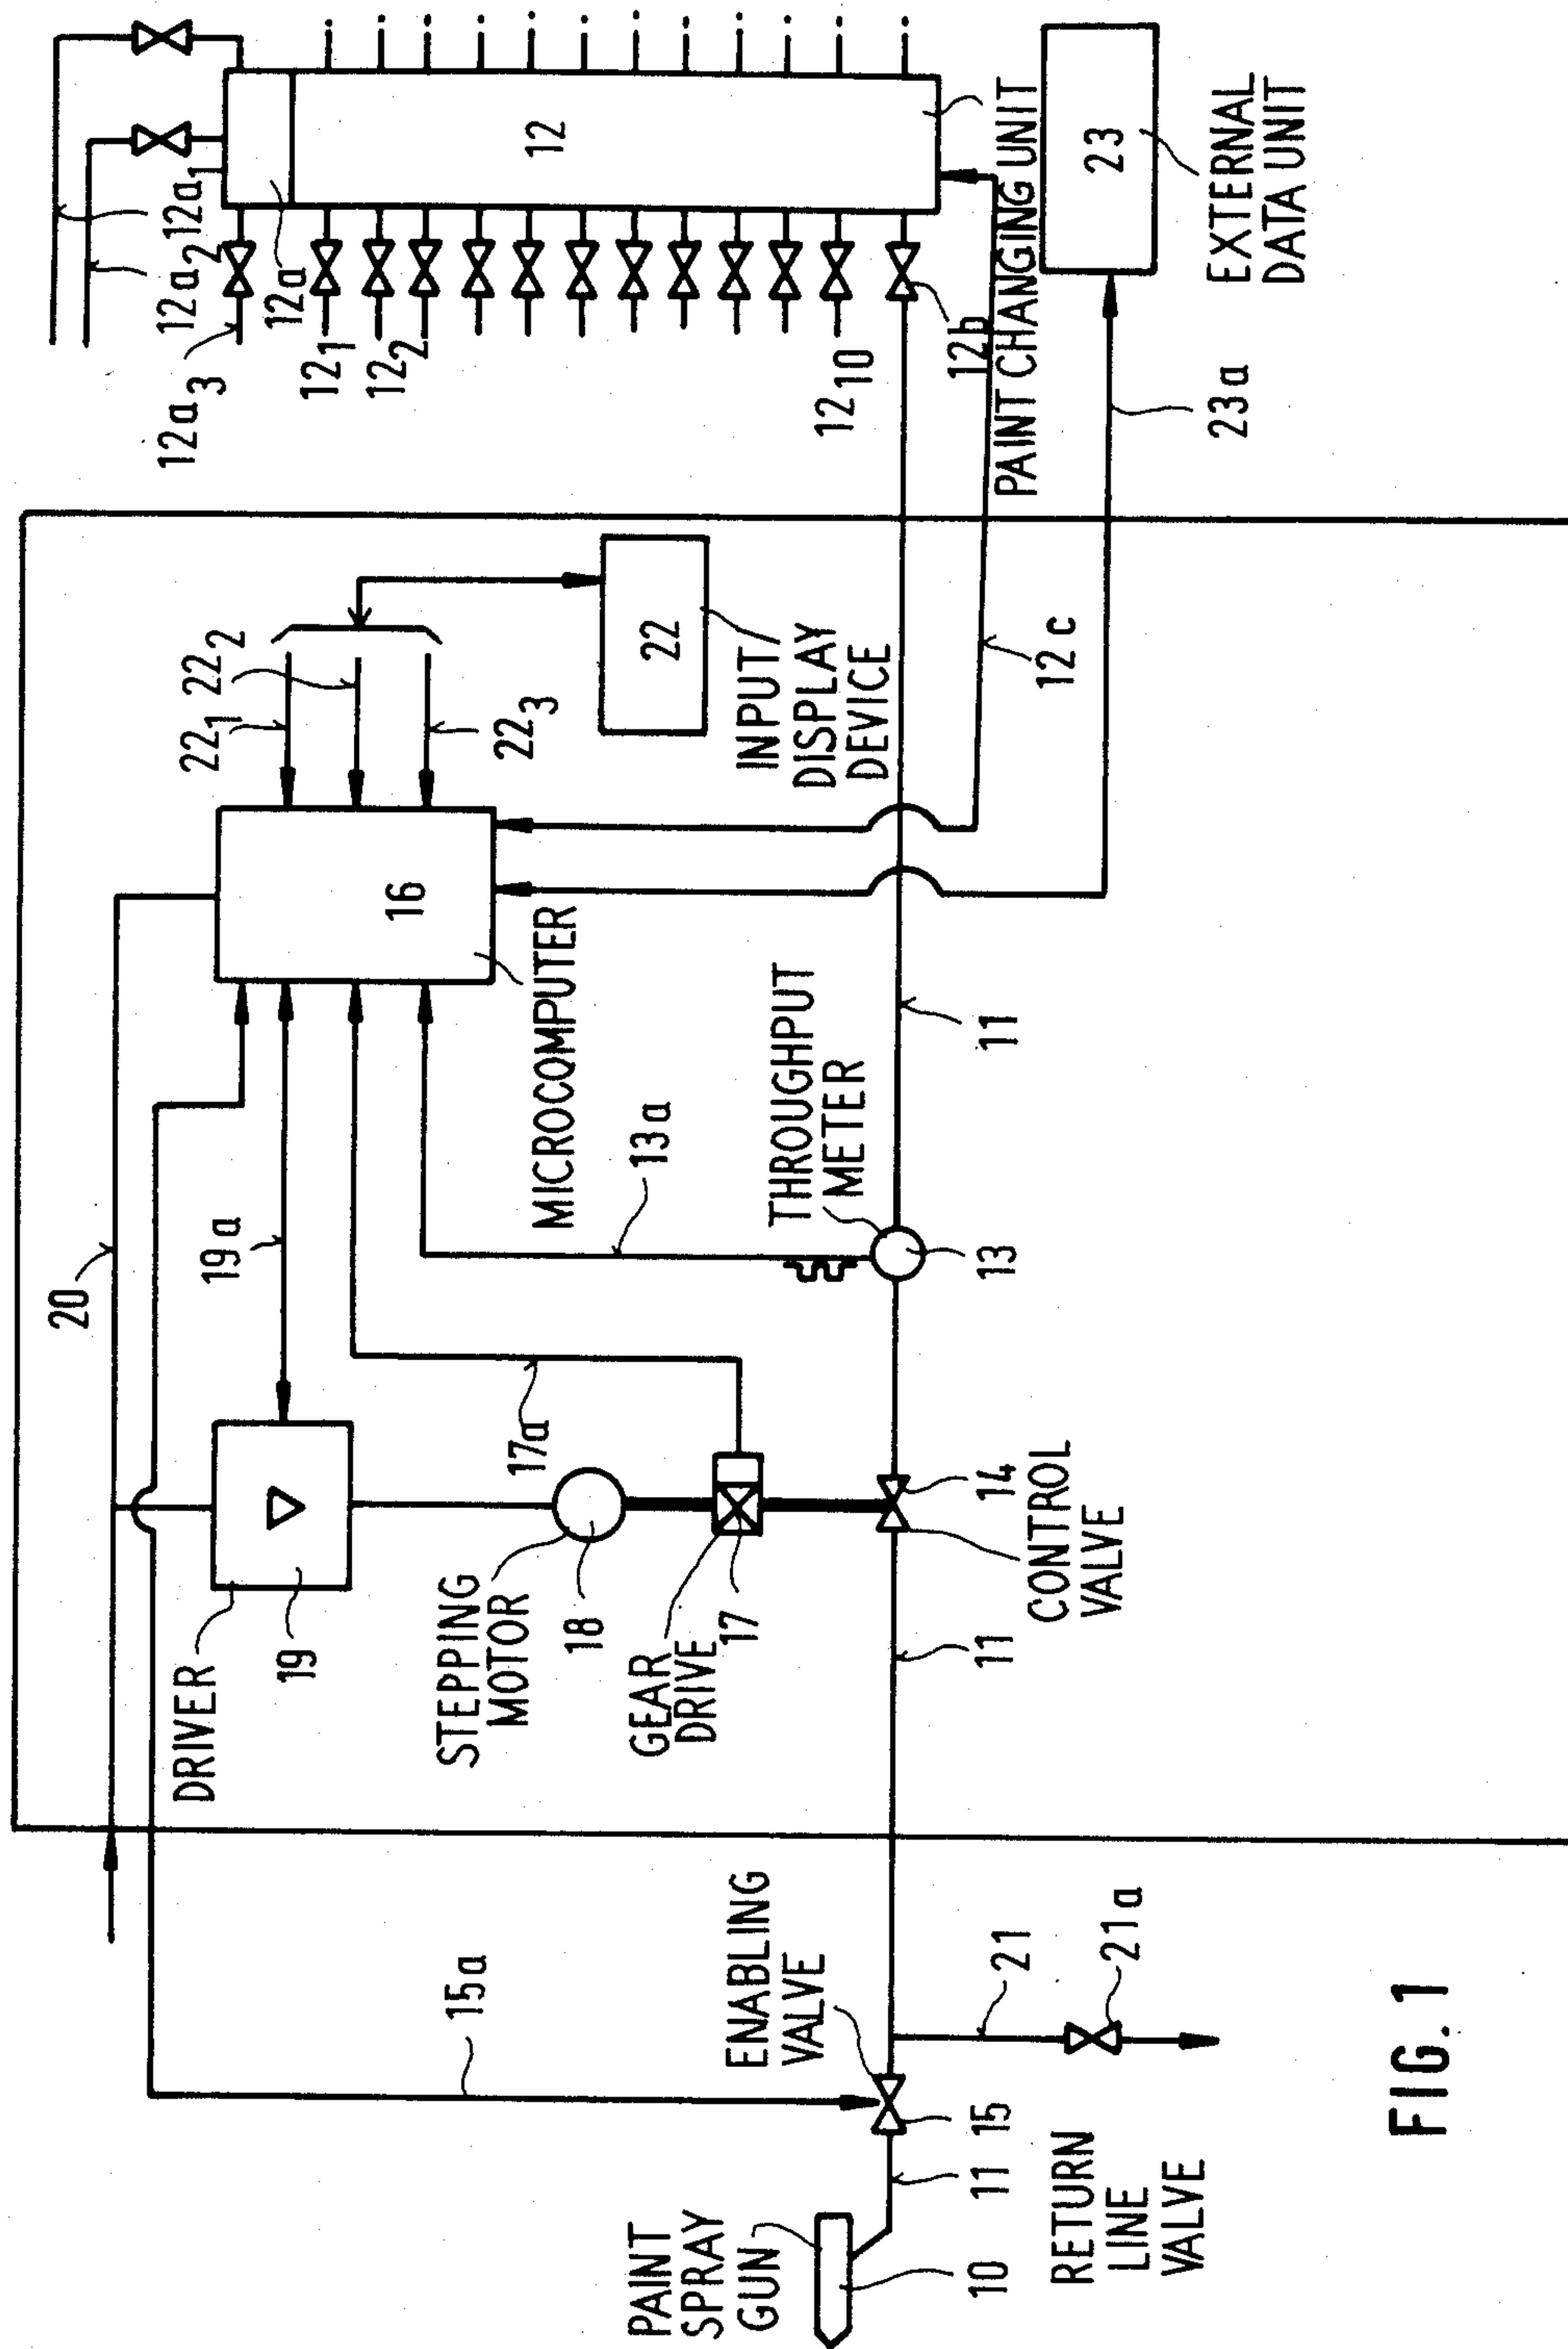 12a1
12a2
12a3
12a
12
121
122
1210
12b
PAINT CHANGING UNIT
23
EXTERNAL
DATA UNIT
23a
12c
221
222
223
22
INPUT/
DISPLAY
DEVICE
16
MICROCOMPUTER
20
19a
13a
THROUGHPUT
METER
13
11
17a
DRIVER
19
STEPPING
MOTOR
18
GEAR
DRIVE
17
14
CONTROL
VALVE
11
15a
ENABLING
VALVE
21
21a
15
11
RETURN
LINE
VALVE
PAINT
SPRAY
GUN
10
FIG. 1